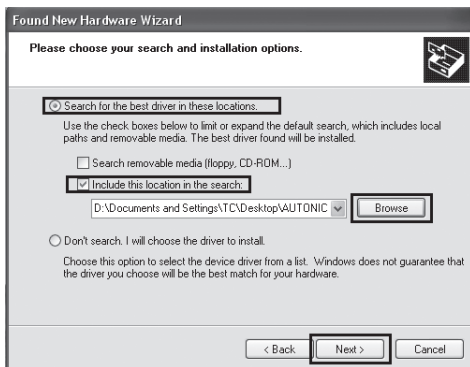 Found New Hardware Wizard
Please choose your search and installation options.
Search for the best driver in these locations.
Use the check boxes below to limit or expand the default search, which includes local
paths and removable media. The best driver found will be installed.
Search removable media (floppy, CD-ROM...)
Include this location in the search:
D:\Documents and Settings\TC\Desktop\AUTONIC
Browse
Don't search. I will choose the driver to install.
Choose this option to select the device driver from a list. Windows does not guarantee that
the driver you choose will be the best match for your hardware.
< Back Next > Cancel